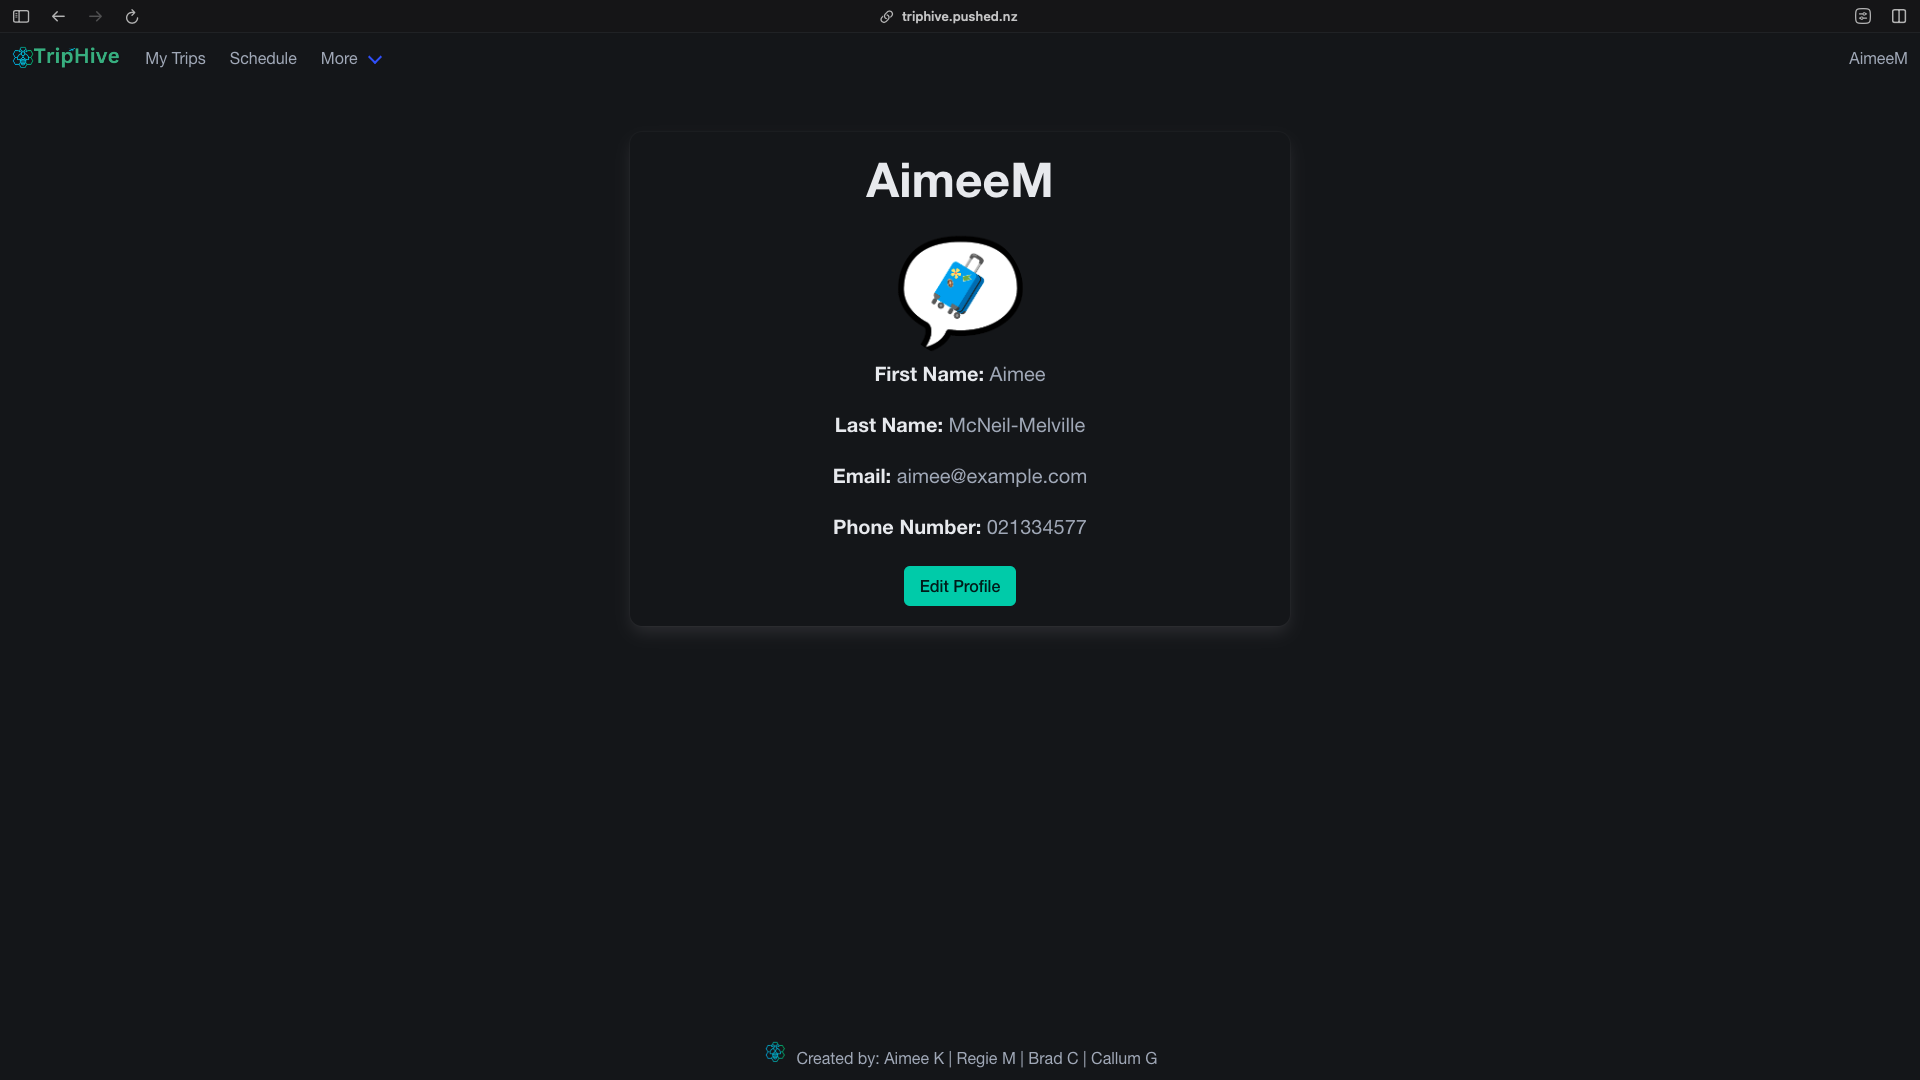 triphive.pushed.nz
TripHive My Trips Schedule More AimeeM
AimeeM
First Name: Aimee
Last Name: McNeil-Melville
Email: aimee@example.com
Phone Number: 021334577
Edit Profile
Created by: Aimee K | Regie M | Brad C | Callum G